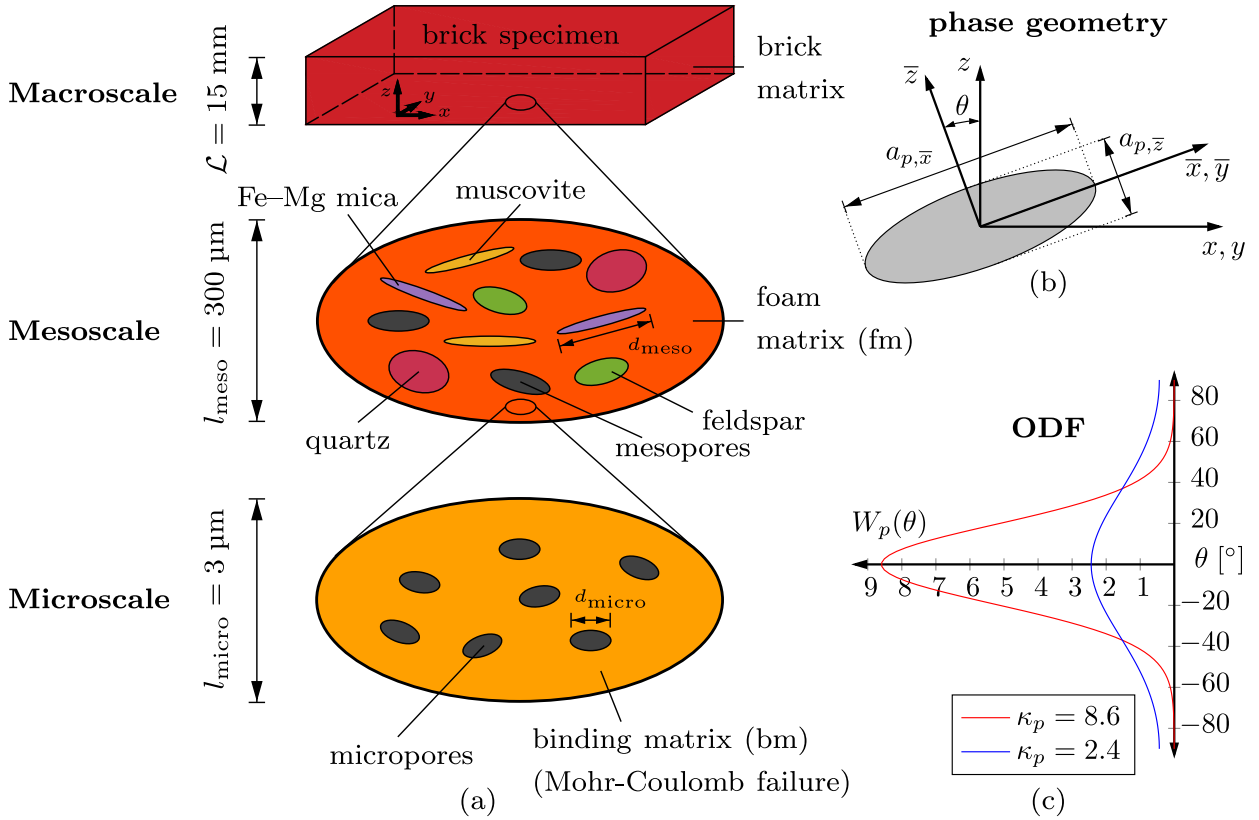 Macroscale
ℒ = 15 mm
brick specimen
brick
matrix
z
y
x
Mesoscale
l_meso = 300 µm
Fe–Mg mica
muscovite
foam
matrix (fm)
d_meso
quartz
feldspar
mesopores
Microscale
l_micro = 3 µm
d_micro
micropores
binding matrix (bm)
(Mohr-Coulomb failure)
(a)
phase geometry
z̅
z
θ
a_p,x̅
a_p,z̅
x̅, y̅
x, y
(b)
ODF
W_p(θ)
θ [°]
80
60
40
20
−20
−40
−60
−80
9 8 7 6 5 4 3 2 1
κ_p = 8.6
κ_p = 2.4
(c)